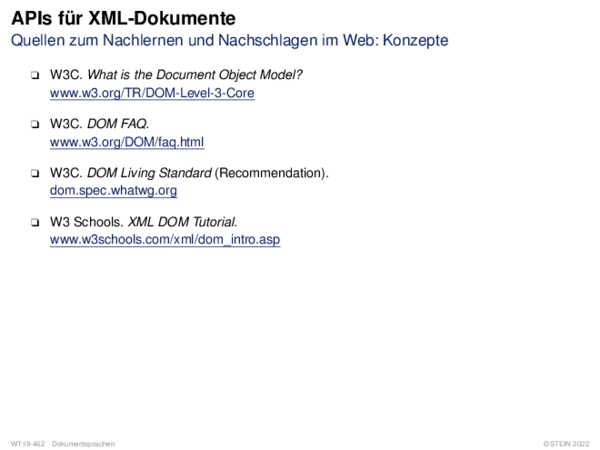 APIs für XML-Dokumente
Quellen zum Nachlernen und Nachschlagen im Web: Konzepte
❑ W3C. What is the Document Object Model?
www.w3.org/TR/DOM-Level-3-Core
❑ W3C. DOM FAQ.
www.w3.org/DOM/faq.html
❑ W3C. DOM Living Standard (Recommendation).
dom.spec.whatwg.org
❑ W3 Schools. XML DOM Tutorial.
www.w3schools.com/xml/dom_intro.asp
WT:III-462 Dokumentsprachen ©STEIN 2022